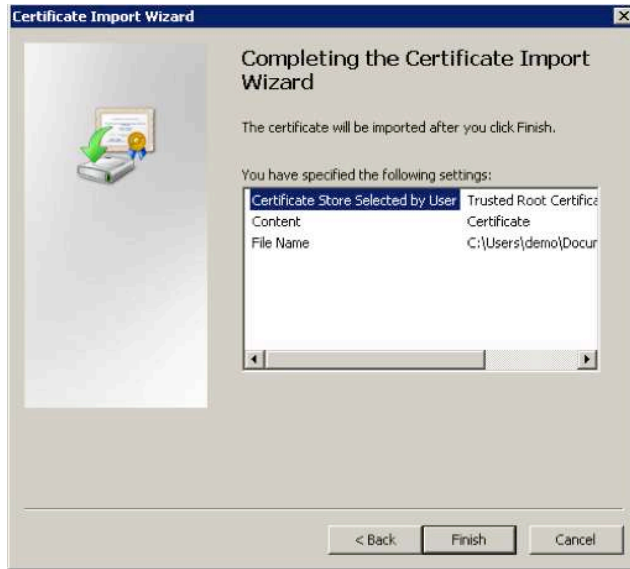 Certificate Import Wizard
Completing the Certificate Import
Wizard
The certificate will be imported after you click Finish.
You have specified the following settings:
Certificate Store Selected by User Trusted Root Certifica
Content Certificate
File Name C:\Users\demo\Docum
< Back Finish Cancel